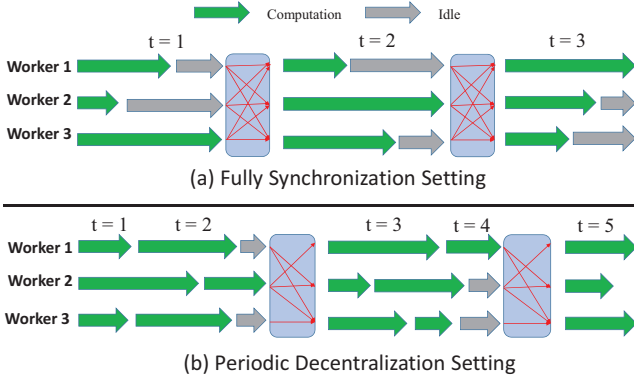 Computation Idle
t = 1 t = 2 t = 3
Worker 1
Worker 2
Worker 3
(a) Fully Synchronization Setting
t = 1 t = 2 t = 3 t = 4 t = 5
Worker 1
Worker 2
Worker 3
(b) Periodic Decentralization Setting